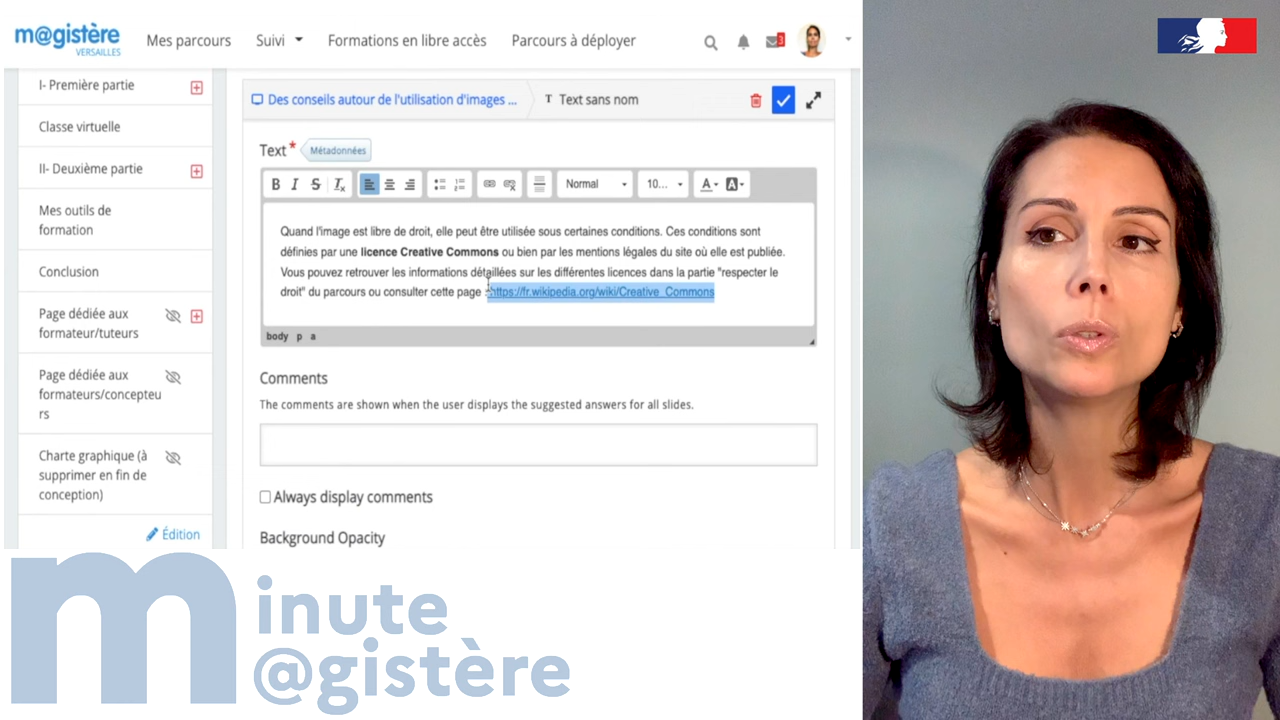 m@gistère
VERSAILLES
Mes parcours
Suivi
Formations en libre accès
Parcours à déployer
3
I- Première partie
Classe virtuelle
II- Deuxième partie
Mes outils de
formation
Conclusion
Page dédiée aux
formateur/tuteurs
Page dédiée aux
formateurs/concepteu
rs
Charte graphique (à
supprimer en fin de
conception)
Édition
Des conseils autour de l'utilisation d'images ...
T Text sans nom
Text *
Métadonnées
B I S Tx
Normal
10...
A A
Quand l'image est libre de droit, elle peut être utilisée sous certaines conditions. Ces conditions sont
définies par une licence Creative Commons ou bien par les mentions légales du site où elle est publiée.
Vous pouvez retrouver les informations détaillées sur les différentes licences dans la partie "respecter le
droit" du parcours ou consulter cette page : https://fr.wikipedia.org/wiki/Creative_Commons
body p a
Comments
The comments are shown when the user displays the suggested answers for all slides.
Always display comments
Background Opacity
minute
m@gistère